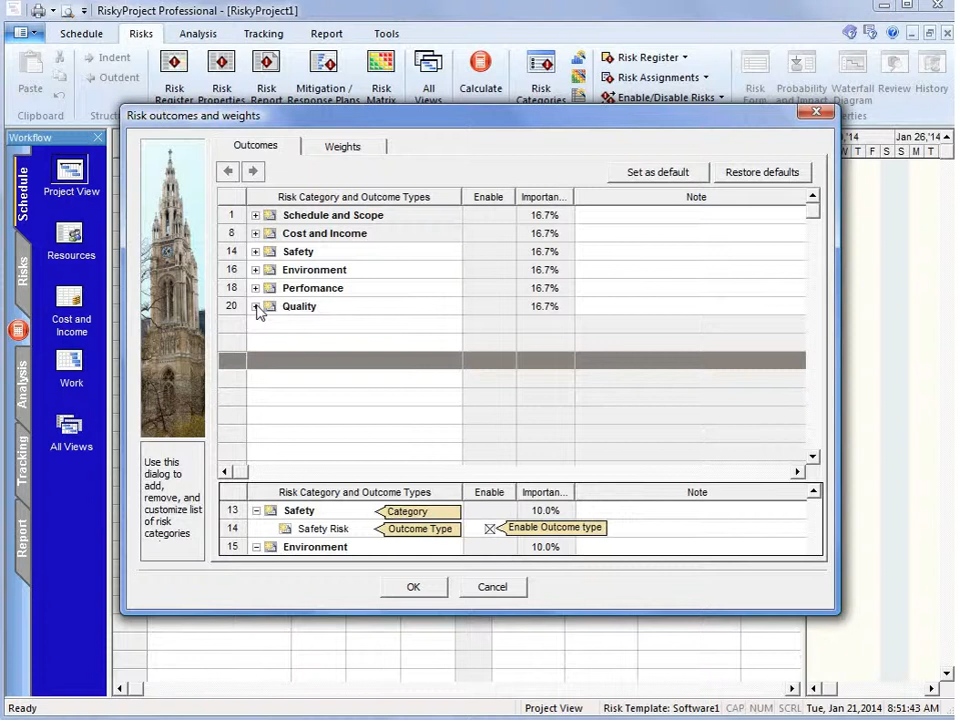 RiskyProject Professional - [RiskyProject1]
Schedule
Risks
Analysis
Tracking
Report
Tools
Paste
Indent
Outdent
Clipboard
Risk Register
Risk Properties
Risk Report
Mitigation / Response Plans
Risk Matrix
All Views
Calculate
Risk Categories
Risk Register
Risk Assignments
Enable/Disable Risks
Risk Form
Probability and Impact
Waterfall Diagram
Review
History
Workflow
Schedule
Risks
Analysis
Tracking
Report
Project View
Resources
Cost and Income
Work
All Views
Risk outcomes and weights
Outcomes
Weights
Set as default
Restore defaults
Risk Category and Outcome Types Enable Importan... Note
1 Schedule and Scope 16.7%
8 Cost and Income 16.7%
14 Safety 16.7%
16 Environment 16.7%
18 Perfomance 16.7%
20 Quality 16.7%
Use this
dialog to
add,
remove, and
customize list
of risk
categories
Risk Category and Outcome Types Enable Importan... Note
13 Safety Category 10.0%
14 Safety Risk Outcome Type Enable Outcome type
15 Environment 10.0%
OK
Cancel
Jan 26,'14
T F S S M T W T F S
Ready
Project View
Risk Template: Software1
CAP NUM SCRL
Tue, Jan 21,2014 8:51:43 AM